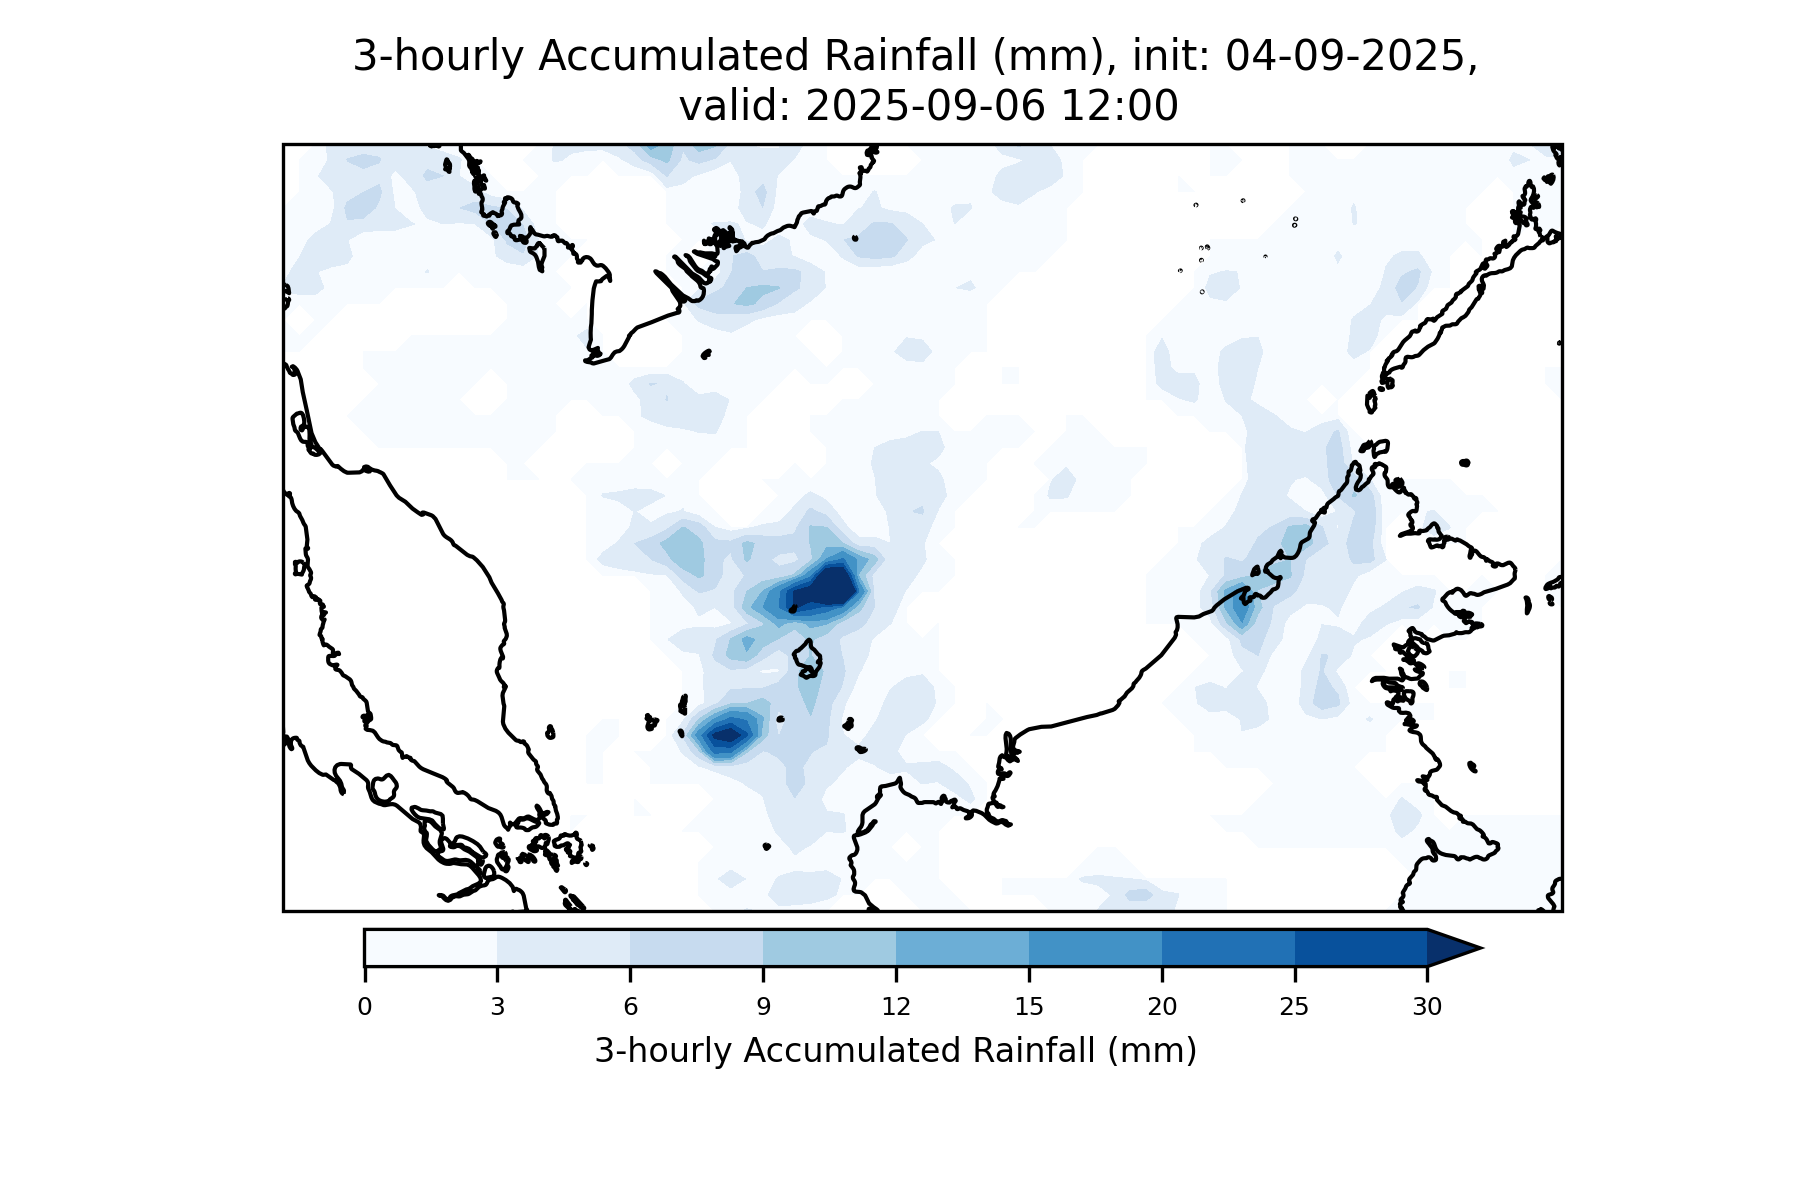 3-hourly Accumulated Rainfall (mm), init: 04-09-2025,
valid: 2025-09-06 12:00
0 3 6 9 12 15 20 25 30
3-hourly Accumulated Rainfall (mm)